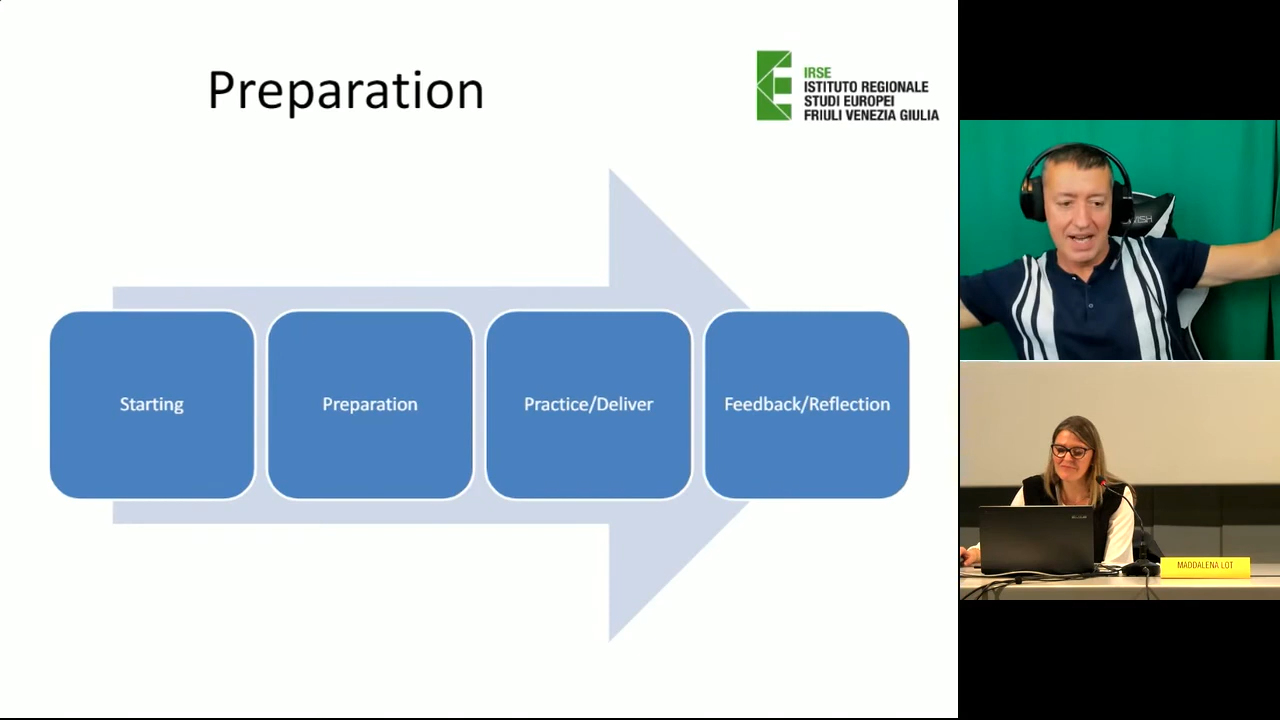 Preparation
IRSE
ISTITUTO REGIONALE
STUDI EUROPEI
FRIULI VENEZIA GIULIA
Starting
Preparation
Practice/Deliver
Feedback/Reflection
MADDALENA LOT